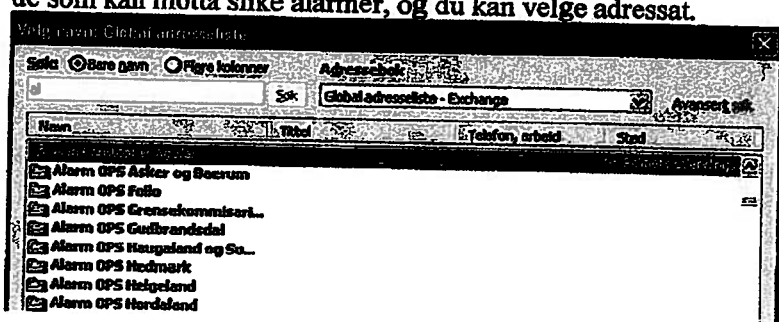 de som kan motta slike alarmer, og du kan velge adressat.
Velg navn: Global adresseliste
Søk: Bare navn Flere kolonner Adressebok
al Søk Global adresseliste - Exchange Avansert søk
Navn Tittel Telefon, arbeid Sted
Alarm OPS Asker og Bærum
Alarm OPS Follo
Alarm OPS Grensekommisari...
Alarm OPS Gudbrandsdal
Alarm OPS Haugaland og Su...
Alarm OPS Hedmark
Alarm OPS Helgeland
Alarm OPS Hordaland